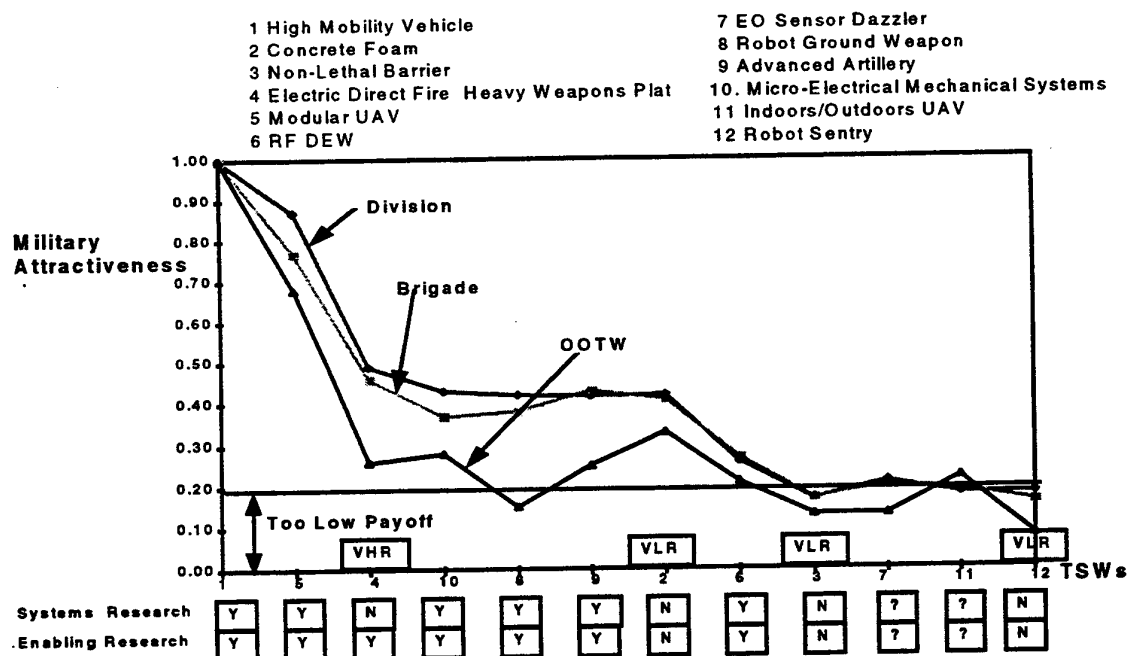 1 High Mobility Vehicle
2 Concrete Foam
3 Non-Lethal Barrier
4 Electric Direct Fire Heavy Weapons Plat
5 Modular UAV
6 RF DEW
7 EO Sensor Dazzler
8 Robot Ground Weapon
9 Advanced Artillery
10. Micro-Electrical Mechanical Systems
11 Indoors/Outdoors UAV
12 Robot Sentry
Military
Attractiveness
1.00
0.90
0.80
0.70
0.60
0.50
0.40
0.30
0.20
0.10
0.00
Division
Brigade
OOTW
Too Low Payoff
VHR VLR VLR VLR
1 5 4 10 8 9 2 6 3 7 11 12 TSWs
Systems Research Y Y N Y Y Y N Y N ? ? N
.Enabling Research Y Y Y Y Y Y N Y N ? ? N